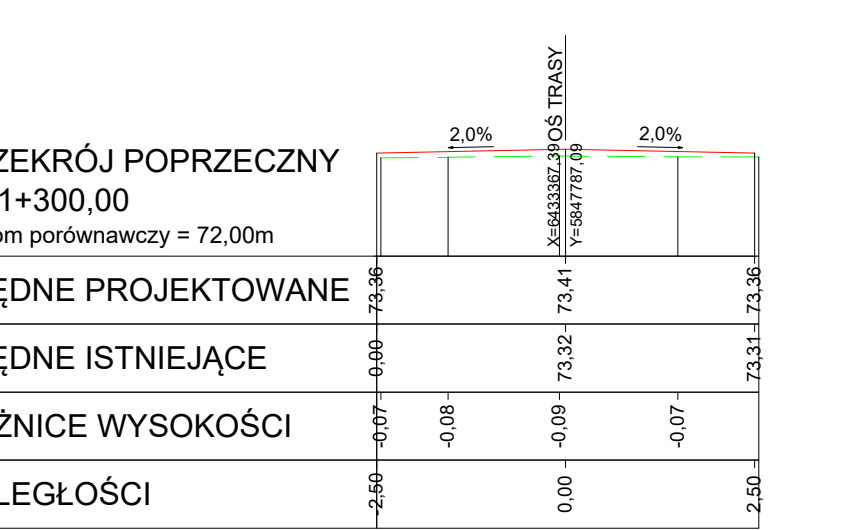 OŚ TRASY
2,0% 2,0%
X=6433367,39
Y=5847787,09
ZEKRÓJ POPRZECZNY
1+300,00
om porównawczy = 72,00m
ĘDNE PROJEKTOWANE 73,36 73,41 73,36
ĘDNE ISTNIEJĄCE 0,00 73,32 73,31
ŻNICE WYSOKOŚCI -0,07 -0,08 -0,09 -0,07
LEGŁOŚCI -2,50 0,00 2,50